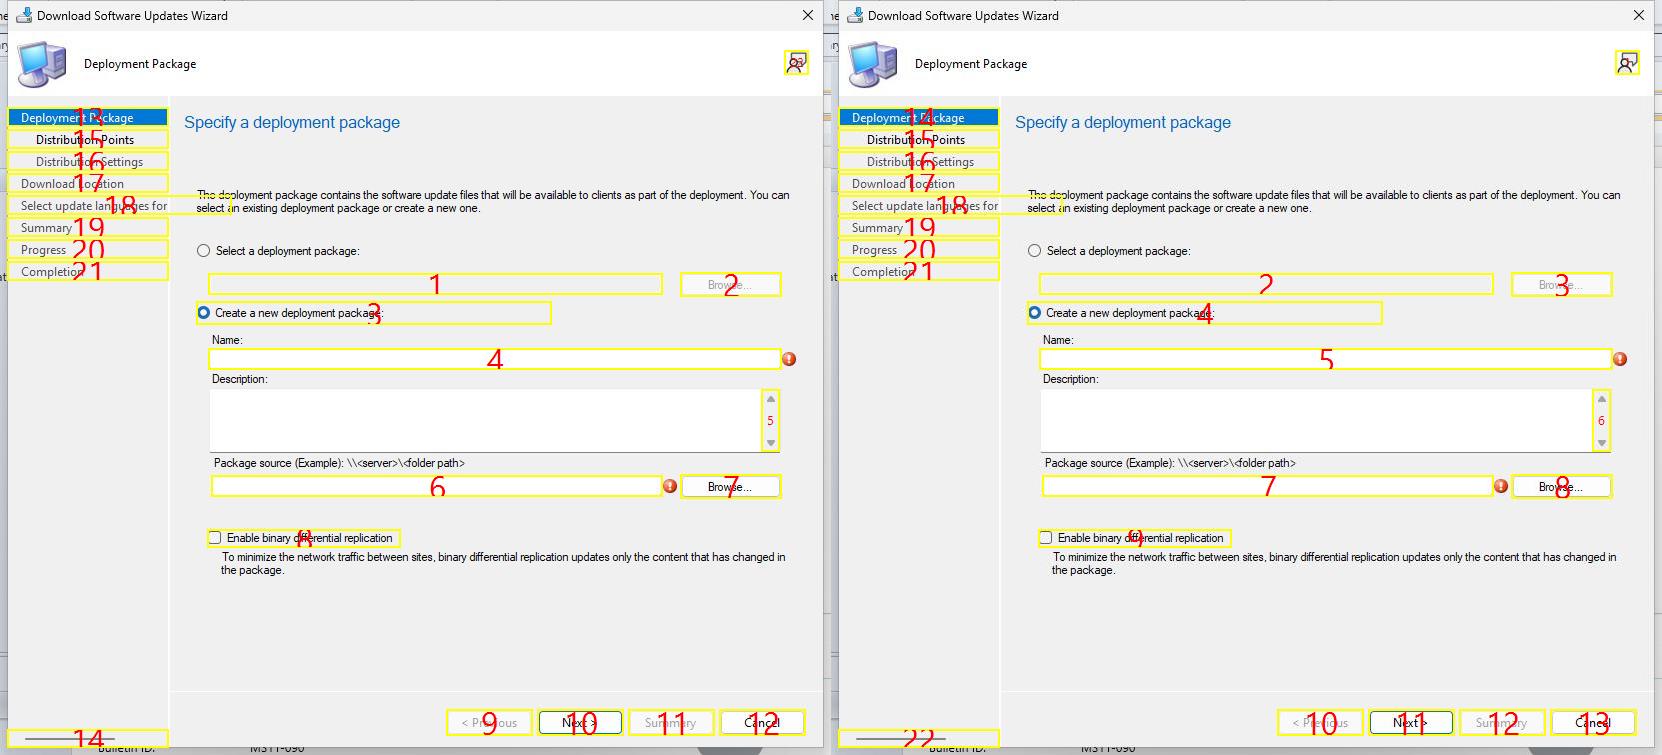 Download Software Updates Wizard
Deployment Package
Deployment Package 13
Distribution Points 15
Distribution Settings 16
Download Location 17
Select update languages for 18
Summary 19
Progress 20
Completion 21
14
Specify a deployment package
The deployment package contains the software update files that will be available to clients as part of the deployment. You can
select an existing deployment package or create a new one.
Select a deployment package:
1
Browse... 2
Create a new deployment package: 3
Name:
4
Description:
5
Package source (Example): \\<server>\<folder path>
6
Browse... 7
Enable binary differential replication 8
To minimize the network traffic between sites, binary differential replication updates only the content that has changed in
the package.
< Previous 9
Next > 10
Summary 11
Cancel 12
Bulletin ID: MS11-090
Download Software Updates Wizard
Deployment Package
Deployment Package 14
Distribution Points 15
Distribution Settings 16
Download Location 17
Select update languages for 18
Summary 19
Progress 20
Completion 21
22
Specify a deployment package
The deployment package contains the software update files that will be available to clients as part of the deployment. You can
select an existing deployment package or create a new one.
Select a deployment package:
2
Browse... 3
Create a new deployment package: 4
Name:
5
Description:
6
Package source (Example): \\<server>\<folder path>
7
Browse... 8
Enable binary differential replication 9
To minimize the network traffic between sites, binary differential replication updates only the content that has changed in
the package.
< Previous 10
Next > 11
Summary 12
Cancel 13
Bulletin ID: MS11-090